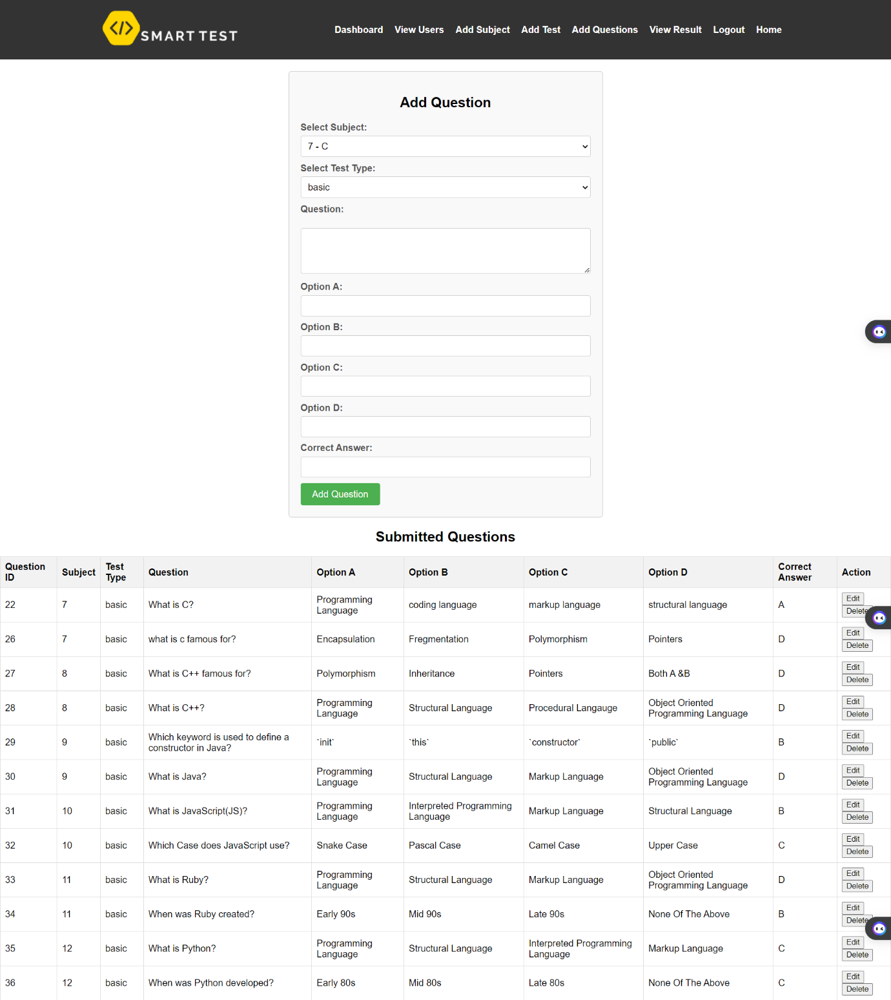 </> SMART TEST
Dashboard View Users Add Subject Add Test Add Questions View Result Logout Home
Add Question
Select Subject:
7 - C
Select Test Type:
basic
Question:
Option A:
Option B:
Option C:
Option D:
Correct Answer:
Add Question
Submitted Questions
Question ID Subject Test Type Question Option A Option B Option C Option D Correct Answer Action
22 7 basic What is C? Programming Language coding language markup language structural language A Edit Delete
26 7 basic what is c famous for? Encapsulation Fregmentation Polymorphism Pointers D Edit Delete
27 8 basic What is C++ famous for? Polymorphism Inheritance Pointers Both A &B D Edit Delete
28 8 basic What is C++? Programming Language Structural Language Procedural Langauge Object Oriented Programming Language D Edit Delete
29 9 basic Which keyword is used to define a constructor in Java? `init` `this` `constructor` `public` B Edit Delete
30 9 basic What is Java? Programming Language Structural Language Markup Language Object Oriented Programming Language D Edit Delete
31 10 basic What is JavaScript(JS)? Programming Language Interpreted Programming Language Markup Language Structural Language B Edit Delete
32 10 basic Which Case does JavaScript use? Snake Case Pascal Case Camel Case Upper Case C Edit Delete
33 11 basic What is Ruby? Programming Language Structural Language Markup Language Object Oriented Programming Language D Edit Delete
34 11 basic When was Ruby created? Early 90s Mid 90s Late 90s None Of The Above B Edit Delete
35 12 basic What is Python? Programming Language Structural Language Interpreted Programming Language Markup Language C Edit Delete
36 12 basic When was Python developed? Early 80s Mid 80s Late 80s None Of The Above C Edit Delete